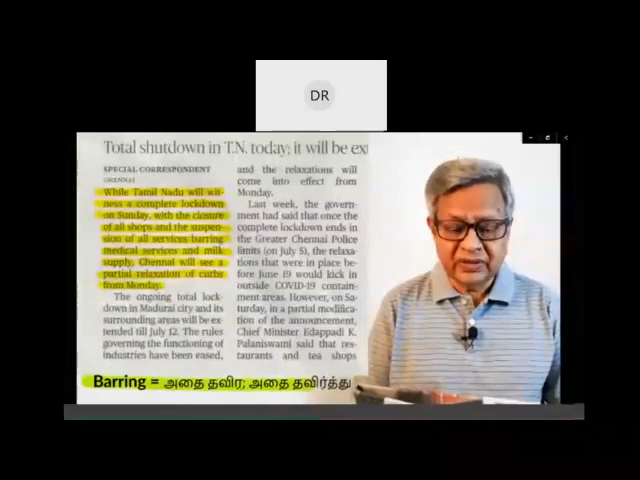 DR
Total shutdown in T.N. today; it will be
SPECIAL CORRESPONDENT
CHENNAI
While Tamil Nadu will wit-
ness a complete lockdown
on Sunday, with the closure
of all shops and the suspen-
sion of all services barring
medical services and milk
supply, Chennai will see a
partial relaxation of curbs
from Monday.
The ongoing total lock-
down in Madurai city and its
surrounding areas will be ex-
tended till July 12. The rules
governing the functioning of
industries have been eased,
and the relaxations will
come into effect from
Monday.
Last week, the govern-
ment had said that once the
complete lockdown ends in
the Greater Chennai Police
limits (on July 5), the relaxa-
tions that were in place be-
fore June 19 would kick in
outside COVID-19 contain-
ment areas. However, on Sa-
turday, in a partial modifica-
tion of the announcement,
Chief Minister Edappadi K.
Palaniswami said that res-
taurants and tea shops
Barring = அதை தவிர; அதை தவிர்த்து